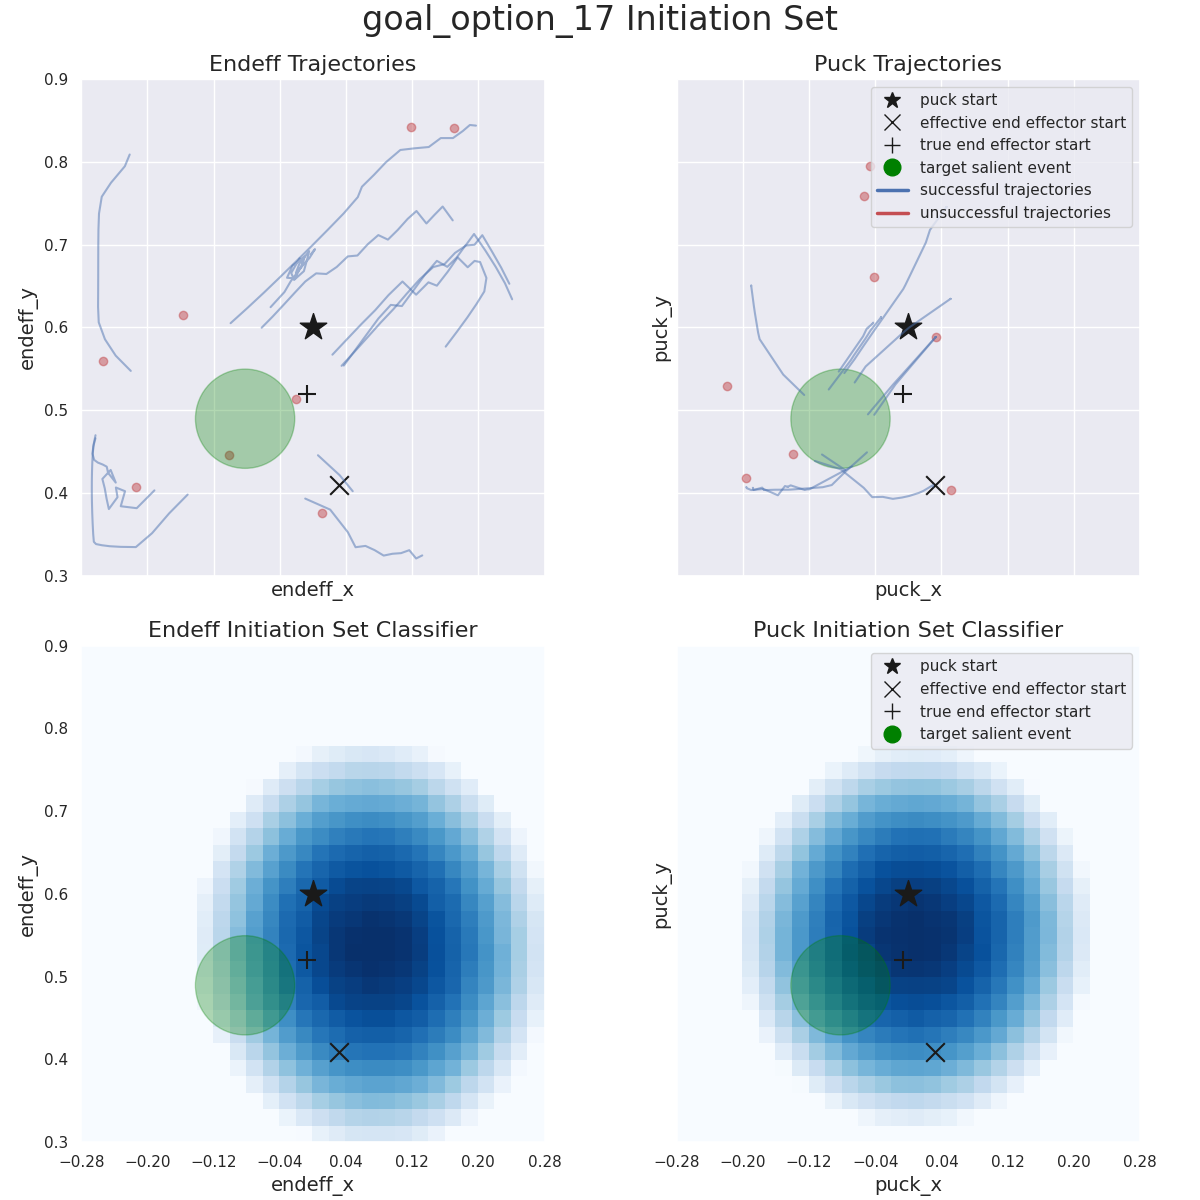 goal_option_17 Initiation Set
Endeff Trajectories
endeff_y
0.9
0.8
0.7
0.6
0.5
0.4
0.3
endeff_x
Puck Trajectories
puck start
effective end effector start
true end effector start
target salient event
successful trajectories
unsuccessful trajectories
puck_y
puck_x
Endeff Initiation Set Classifier
endeff_y
0.9
0.8
0.7
0.6
0.5
0.4
0.3
−0.28 −0.20 −0.12 −0.04 0.04 0.12 0.20 0.28
endeff_x
Puck Initiation Set Classifier
puck start
effective end effector start
true end effector start
target salient event
puck_y
−0.28 −0.20 −0.12 −0.04 0.04 0.12 0.20 0.28
puck_x